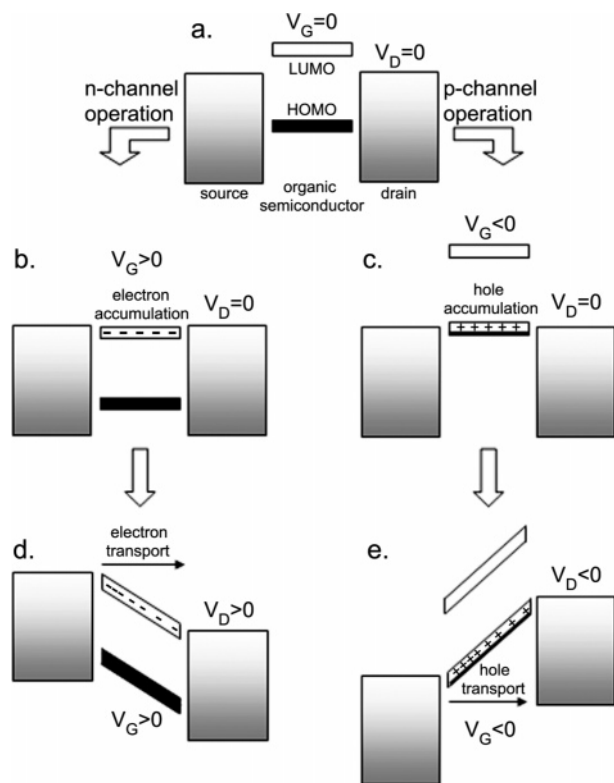 a.
V_G=0
V_D=0
LUMO
HOMO
n-channel
operation
p-channel
operation
source
organic
semiconductor
drain
b.
V_G>0
electron
accumulation
V_D=0
- - - - -
c.
V_G<0
hole
accumulation
V_D=0
+ + + + +
d.
electron
transport
V_D>0
V_G>0
e.
V_D<0
hole
transport
V_G<0